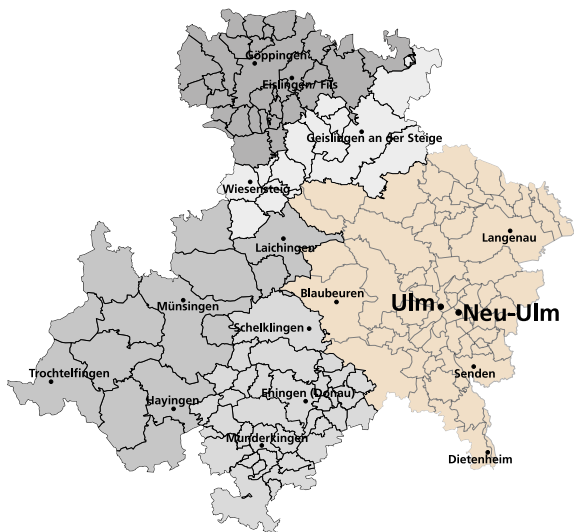 Göppingen
Eislingen/ Fils
Geislingen an der Steige
Wiesensteig
Langenau
Laichingen
Blaubeuren
Ulm
Neu-Ulm
Münsingen
Schelklingen
Trochtelfingen
Senden
Hayingen
Ehingen (Donau)
Munderkingen
Dietenheim